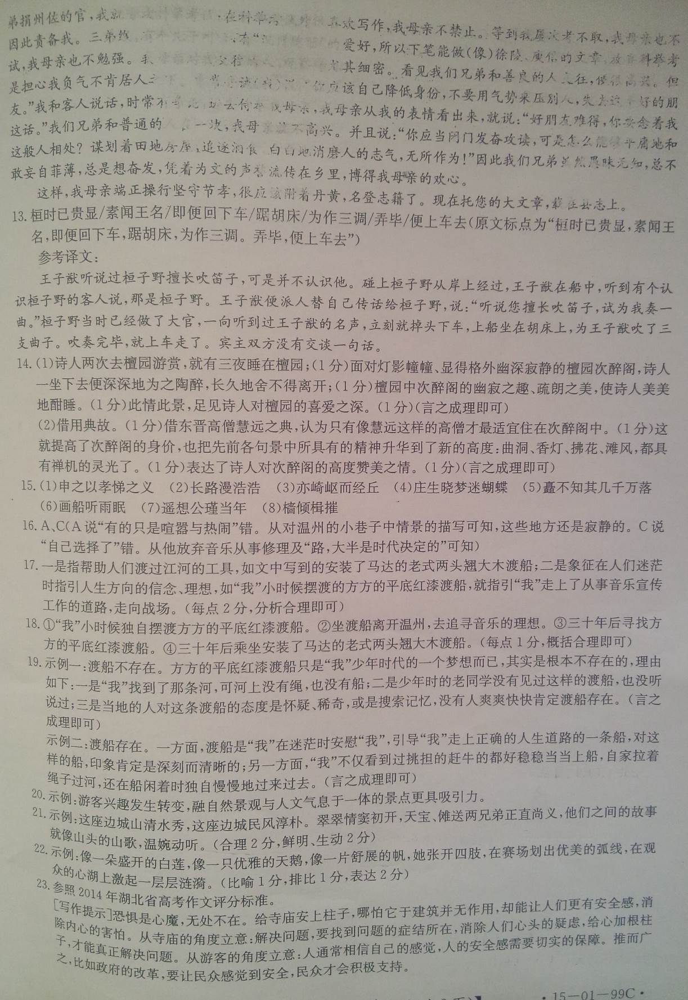 弟捐州佐的官,我就 ,在科举 欢写作,我母亲不禁止。等到我屡次考不取,我母亲也不
因此责备我。三弟 爱好,所以下笔能做(像)徐陵、庾信的文章,放弃科举考
试,我母亲也不勉强。 尤其细密。看见我们兄弟和善良的人 往, 很高兴。但
是担心我负气不肯居人 你应该自己降低身份,不要用气势来压别人,失去这 好的朋
友。”我和客人说话,时常 母亲,我母亲从我的表情看出来,就说:“好朋友难得,你要念着我
这话。”我们兄弟和普通的 一块,我母 不高兴。并且说:“你应当闭门发奋攻读,可是怎么能够平庸地和
这般人相处?谋划着田地房屋,追逐酒食 白白地消磨人的志气,无所作为!”因此我们兄弟虽然愚昧无知,总不
敢妄自菲薄,总是想奋发,凭着为文的声誉流传在乡里,博得我母亲的欢心。
这样,我母亲端正操行坚守节孝,很应该附着丹黄,名登志籍了。现在托您的大文章,载在县志上。
13.桓时已贵显/素闻王名/即便回下车/踞胡床/为作三调/弄毕/便上车去(原文标点为“桓时已贵显,素闻王
名,即便回下车,踞胡床,为作三调。弄毕,便上车去”)
参考译文:
王子猷听说过桓子野擅长吹笛子,可是并不认识他。碰上桓子野从岸上经过,王子猷在船中,听到有个认
识桓子野的客人说,那是桓子野。王子猷便派人替自己传话给桓子野,说:“听说您擅长吹笛子,试为我奏一
曲。”桓子野当时已经做了大官,一向听到过王子猷的名声,立刻就掉头下车,上船坐在胡床上,为王子猷吹了三
支曲子。吹奏完毕,就上车走了。宾主双方没有交谈一句话。
14.(1)诗人两次去檀园游赏,就有三夜睡在檀园;(1分)面对灯影幢幢、显得格外幽深寂静的檀园次醉阁,诗人
一坐下去便深深地为之陶醉,长久地舍不得离开;(1分)檀园中次醉阁的幽寂之趣、疏朗之美,使诗人美美
地酣睡。(1分)此情此景,足见诗人对檀园的喜爱之深。(1分)(言之成理即可)
(2)借用典故。(1分)借东晋高僧慧远之典,认为只有像慧远这样的高僧才最适宜住在次醉阁中。(1分)这
就提高了次醉阁的身价,也把先前各句景中所具有的精神升华到了新的高度:曲洞、香灯、拂花、滩风,都具
有禅机的灵光了。(1分)表达了诗人对次醉阁的高度赞美之情。(1分)(言之成理即可)
15.(1)申之以孝悌之义 (2)长路漫浩浩 (3)亦崎岖而经丘 (4)庄生晓梦迷蝴蝶 (5)矗不知其几千万落
(6)画船听雨眠 (7)遥想公瑾当年 (8)樯倾楫摧
16.A、C(A说“有的只是喧嚣与热闹”错。从对温州的小巷子中情景的描写可知,这些地方还是寂静的。C说
“自己选择了”错。从他放弃音乐从事修理及“路,大半是时代决定的”可知)
17.一是指帮助人们渡过江河的工具,如文中写到的安装了马达的老式两头翘大木渡船;二是象征在人们迷茫
时指引人生方向的信念、理想,如“我”小时候摆渡的方方的平底红漆渡船,就指引“我”走上了从事音乐宣传
工作的道路,走向战场。(每点2分,分析合理即可)
18.①“我”小时候独自摆渡方方的平底红漆渡船。②坐渡船离开温州,去追寻音乐的理想。③三十年后寻找方
方的平底红漆渡船。④三十年后乘坐安装了马达的老式两头翘大木渡船。(每点1分,概括合理即可)
19.示例一:渡船不存在。方方的平底红漆渡船只是“我”少年时代的一个梦想而已,其实是根本不存在的,理由
如下:一是“我”找到了那条河,可河上没有绳,也没有船;二是少年时的老同学没有见过这样的渡船,也没听
说过;三是当地的人对这条渡船的态度是怀疑、稀奇,或是搜索记忆,没有人爽爽快快肯定渡船存在。(言之
成理即可)
示例二:渡船存在。一方面,渡船是“我”在迷茫时安慰“我”,引导“我”走上正确的人生道路的一条船,对这
样的船,印象肯定是深刻而清晰的;另一方面,“我”不仅看到过挑担的赶牛的都好稳稳当当上船,自家拉着
绳子过河,还在船闲着时独自慢慢地过来过去。(言之成理即可)
20.示例:游客兴趣发生转变,融自然景观与人文气息于一体的景点更具吸引力。
21.示例:这座边城山清水秀,这座边城民风淳朴。翠翠情窦初开,天宝、傩送两兄弟正直尚义,他们之间的故事
就像山头的山歌,温婉动听。(合理2分,鲜明、生动2分)
22.示例:像一朵盛开的白莲,像一只优雅的天鹅,像一片舒展的帆,她张开四肢,在赛场划出优美的弧线,在观
众的心湖上激起一层层涟漪。(比喻1分,排比1分,表达2分)
23.参照2014年湖北省高考作文评分标准。
[写作提示]恐惧是心魔,无处不在。给寺庙安上柱子,哪怕它于建筑并无作用,却能让人们更有安全感,消
除内心的害怕。从寺庙的角度立意:解决问题,要找到问题的症结所在,消除人们心头的疑虑,给心加根柱
子,才能真正解决问题。从游客的角度立意:人通常相信自己的感觉,人的安全感需要切实的保障。推而广
之,比如政府的改革,要让民众感觉到安全,民众才会积极支持。
·15-01-99C·